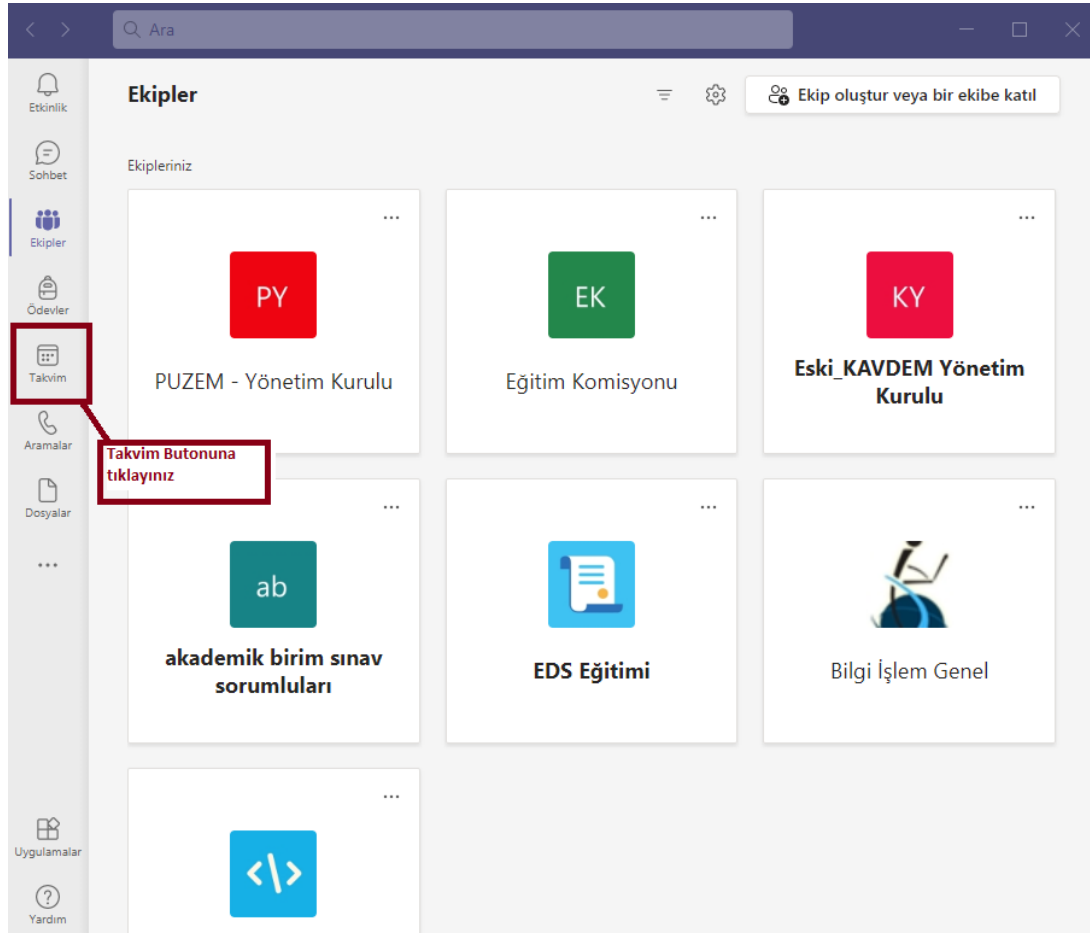 Ara
Etkinlik
Sohbet
Ekipler
Ödevler
Takvim
Aramalar
Dosyalar
Uygulamalar
Yardım
Takvim Butonuna
tıklayınız
Ekipler
Ekip oluştur veya bir ekibe katıl
Ekipleriniz
PY
PUZEM - Yönetim Kurulu
EK
Eğitim Komisyonu
KY
Eski_KAVDEM Yönetim
Kurulu
ab
akademik birim sınav
sorumluları
EDS Eğitimi
Bilgi İşlem Genel